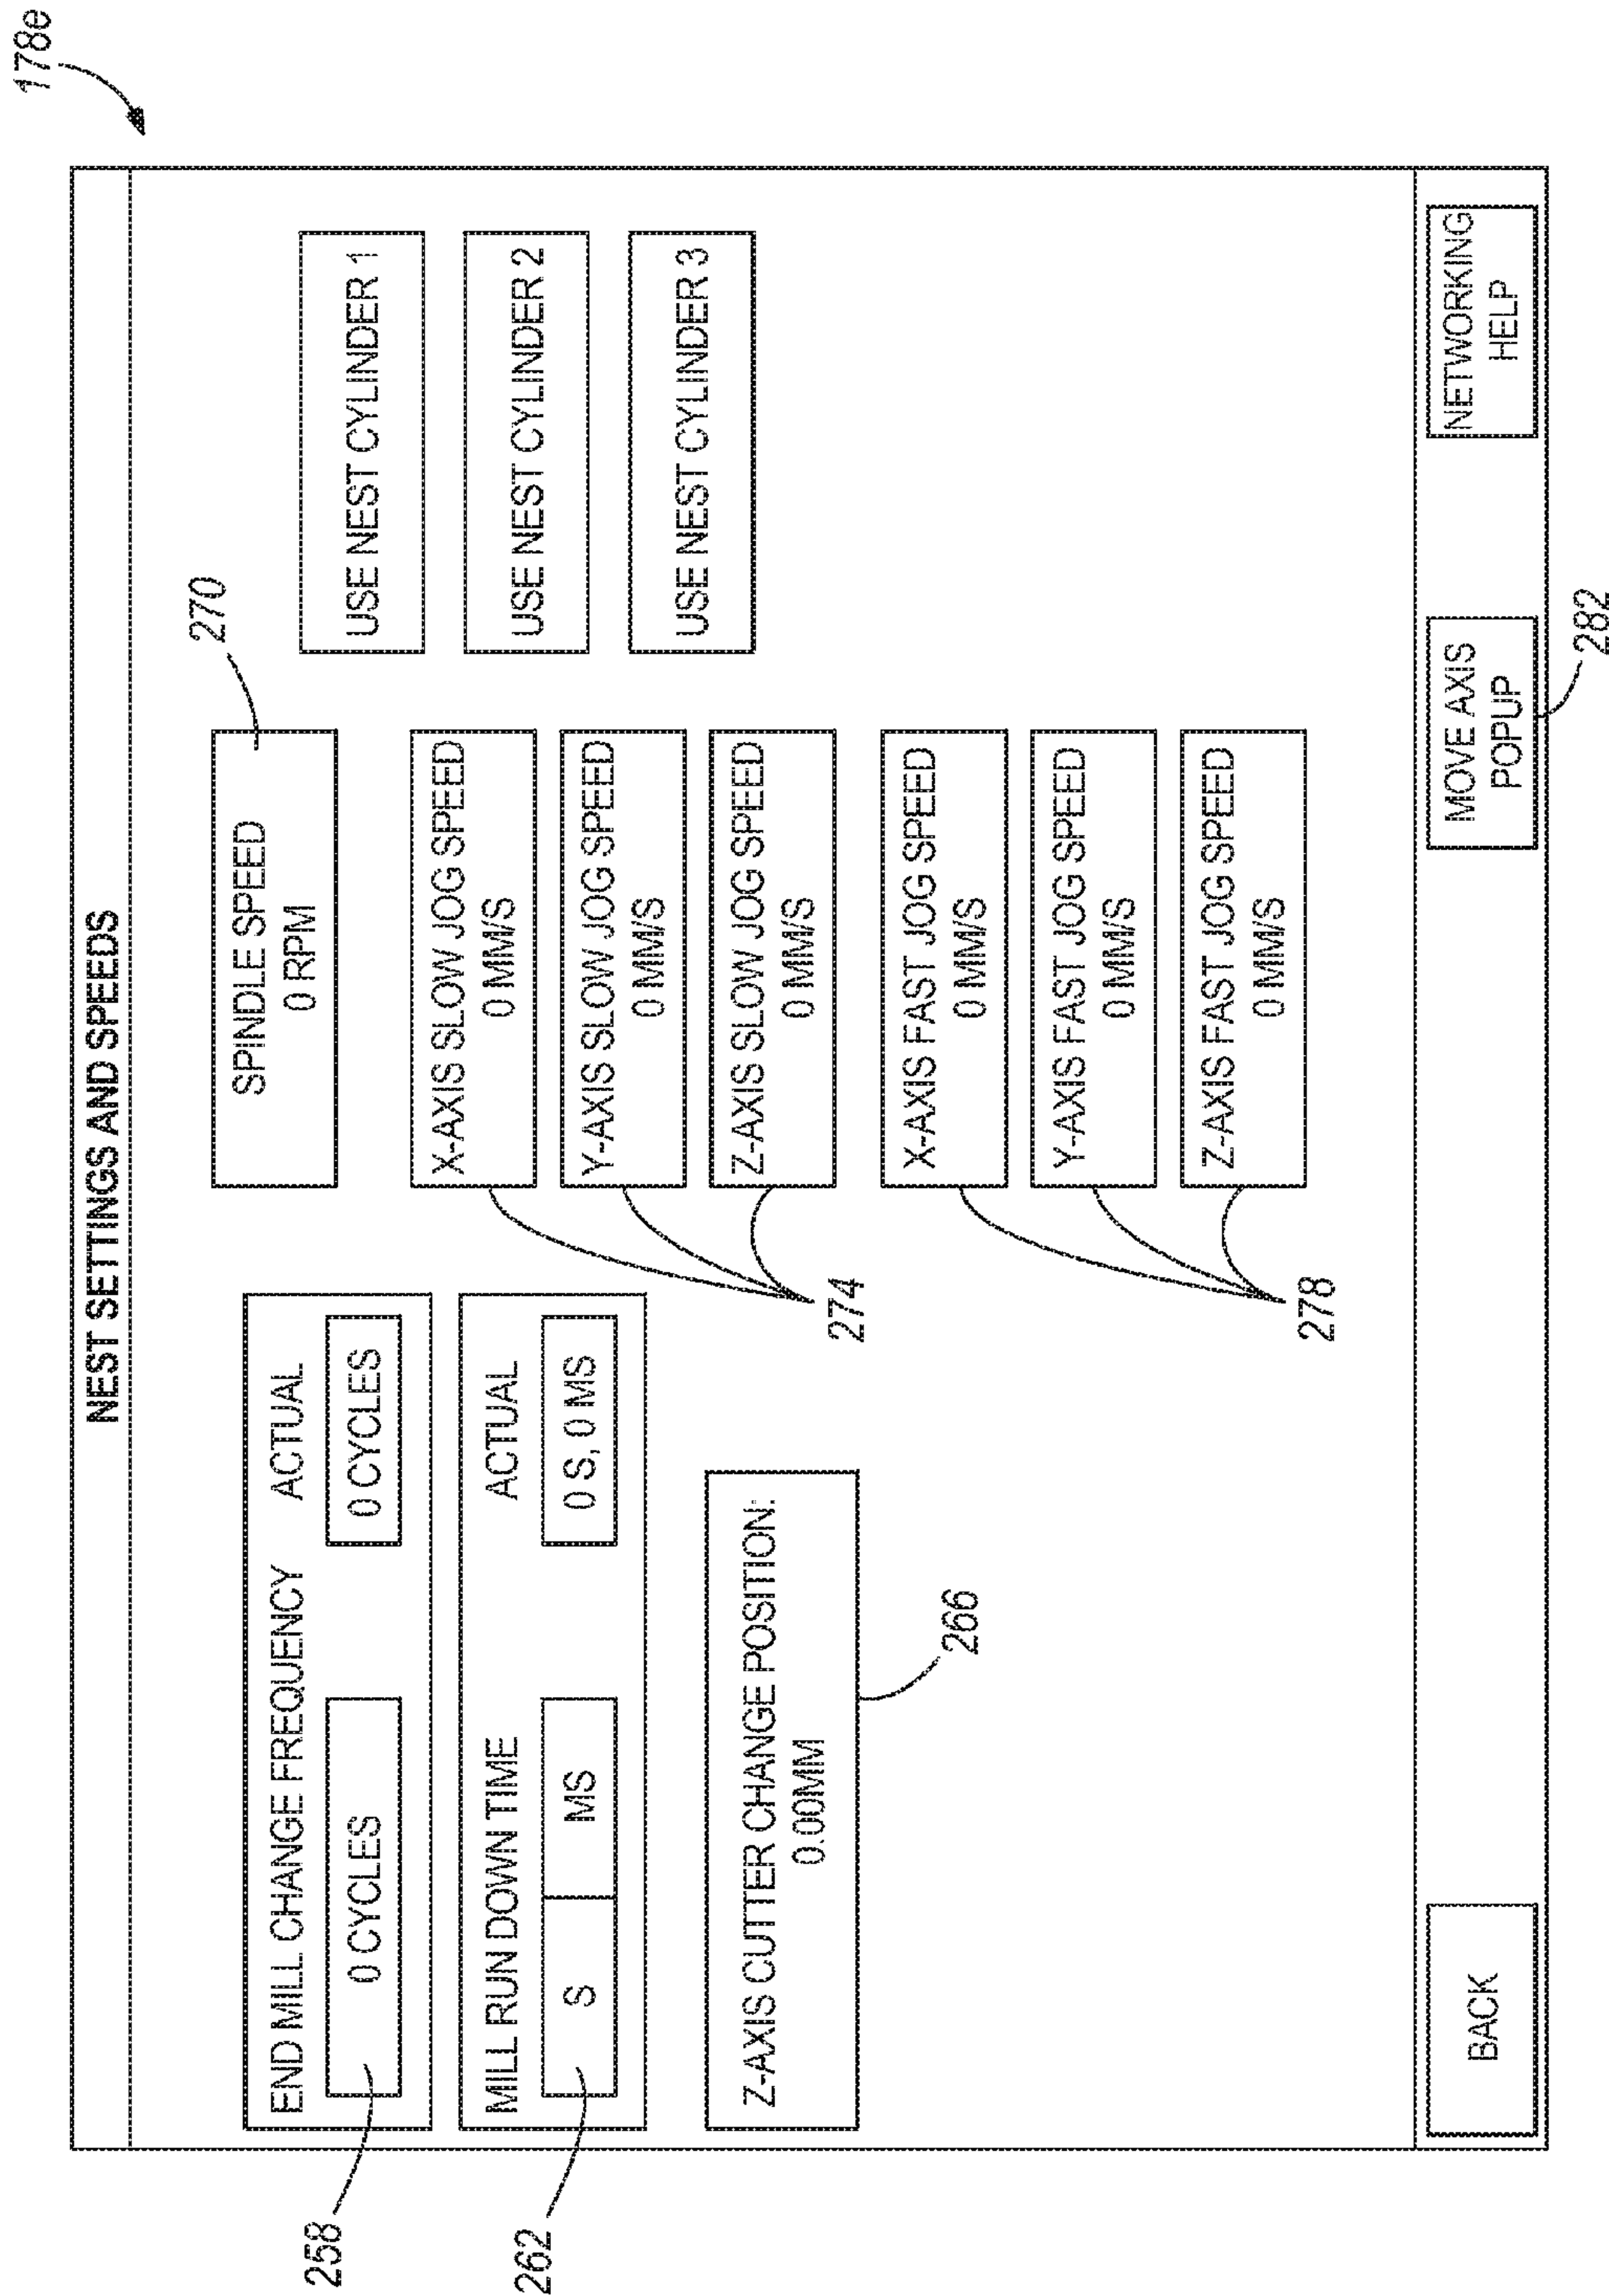 178e
NEST SETTINGS AND SPEEDS
END MILL CHANGE FREQUENCY
ACTUAL
0 CYCLES
0 CYCLES
258
MILL RUN DOWN TIME
ACTUAL
S
MS
0 S, 0 MS
262
Z-AXIS CUTTER CHANGE POSITION:
0.00MM
266
SPINDLE SPEED
0 RPM
270
X-AXIS SLOW JOG SPEED
0 MM/S
Y-AXIS SLOW JOG SPEED
0 MM/S
Z-AXIS SLOW JOG SPEED
0 MM/S
274
X-AXIS FAST JOG SPEED
0 MM/S
Y-AXIS FAST JOG SPEED
0 MM/S
Z-AXIS FAST JOG SPEED
0 MM/S
278
USE NEST CYLINDER 1
USE NEST CYLINDER 2
USE NEST CYLINDER 3
BACK
MOVE AXIS
POPUP
282
NETWORKING
HELP